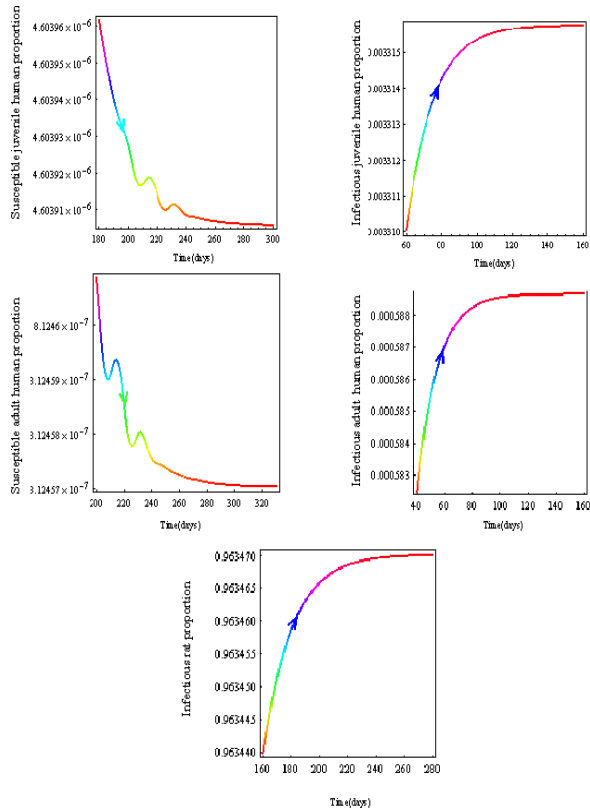 Susceptible juvenile human proportion
4.60396×10⁻⁶
4.60395×10⁻⁶
4.60394×10⁻⁶
4.60393×10⁻⁶
4.60392×10⁻⁶
4.60391×10⁻⁶
180 200 220 240 260 280 300
Time(days)
Infectious juvenile human proportion
0.003315
0.003314
0.003312
0.003311
0.003310
60 80 100 120 140 160
Time(days)
Susceptible adult human proportion
8.1246×10⁻⁷
3.12459×10⁻⁷
3.12458×10⁻⁷
3.12457×10⁻⁷
200 220 240 260 280 300 320
Time(days)
Infectious adult human proportion
0.000588
0.000587
0.000586
0.000585
0.000584
0.000583
40 60 80 100 120 140 160
Time(days)
Infectious rat proportion
0.963470
0.963465
0.963460
0.963455
0.963450
0.963445
0.963440
160 180 200 220 240 260 280
Time(days)